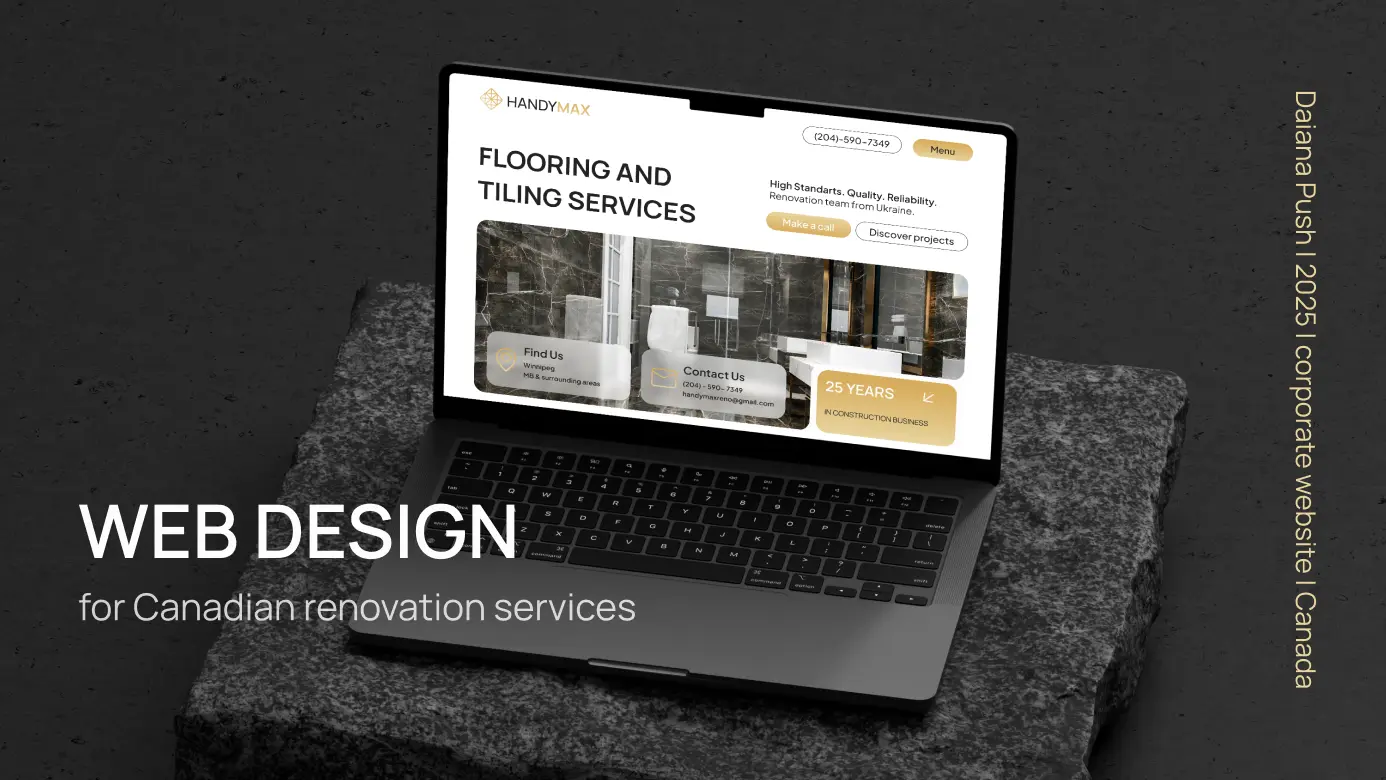 HANDYMAX
(204)-590-7349
Menu
FLOORING AND
TILING SERVICES
High Standarts. Quality. Reliability.
Renovation team from Ukraine.
Make a call
Discover projects
Find Us
Winnipeg
MB & surrounding areas
Contact Us
(204) - 590- 7349
handymaxreno@gmail.com
25 YEARS
IN CONSTRUCTION BUSINESS
WEB DESIGN
for Canadian renovation services
Daiana Push | 2025 | corporate website | Canada